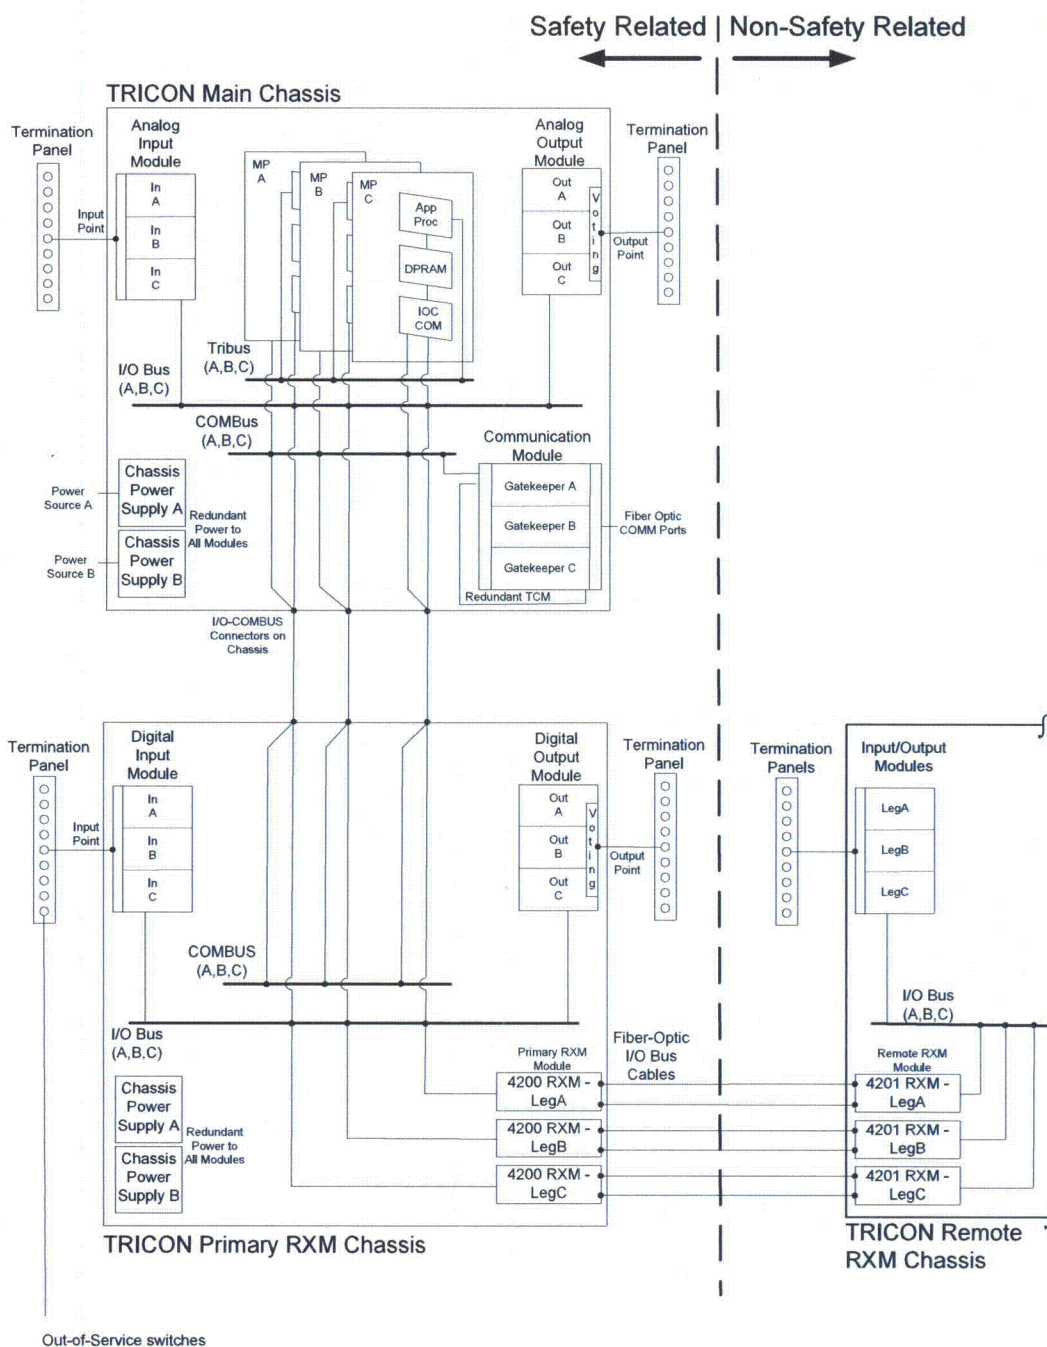 Safety Related | Non-Safety Related
TRICON Main Chassis
Termination
Panel
Analog
Input
Module
In
A
In
B
In
C
Input
Point
MP
A
MP
B
MP
C
App
Proc
DPRAM
IOC
COM
Analog
Output
Module
Out
A
Out
B
Out
C
Voting
Output
Point
Termination
Panel
Tribus
(A,B,C)
I/O Bus
(A,B,C)
COMBus
(A,B,C)
Communication
Module
Gatekeeper A
Gatekeeper B
Gatekeeper C
Redundant TCM
Fiber Optic
COMM Ports
Power
Source A
Chassis
Power
Supply A
Redundant
Power to
All Modules
Power
Source B
Chassis
Power
Supply B
I/O-COMBUS
Connectors on
Chassis
Termination
Panel
Digital
Input
Module
In
A
In
B
In
C
Input
Point
Digital
Output
Module
Out
A
Out
B
Out
C
Voting
Output
Point
Termination
Panel
Termination
Panels
Input/Output
Modules
LegA
LegB
LegC
COMBUS
(A,B,C)
I/O Bus
(A,B,C)
I/O Bus
(A,B,C)
Fiber-Optic
I/O Bus
Cables
Primary RXM
Module
4200 RXM -
LegA
4200 RXM -
LegB
4200 RXM -
LegC
Remote RXM
Module
4201 RXM -
LegA
4201 RXM -
LegB
4201 RXM -
LegC
Chassis
Power
Supply A
Redundant
Power to
All Modules
Chassis
Power
Supply B
TRICON Primary RXM Chassis
TRICON Remote
RXM Chassis
Out-of-Service switches